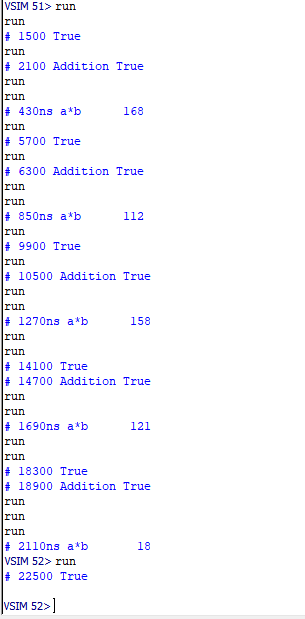 VSIM 51> run
run
# 1500 True
run
# 2100 Addition True
run
run
# 430ns a*b      168
run
# 5700 True
run
# 6300 Addition True
run
run
# 850ns a*b      112
run
# 9900 True
run
# 10500 Addition True
run
run
# 1270ns a*b      158
run
run
# 14100 True
# 14700 Addition True
run
run
# 1690ns a*b      121
run
run
# 18300 True
# 18900 Addition True
run
run
run
# 2110ns a*b       18
VSIM 52> run
# 22500 True
VSIM 52>